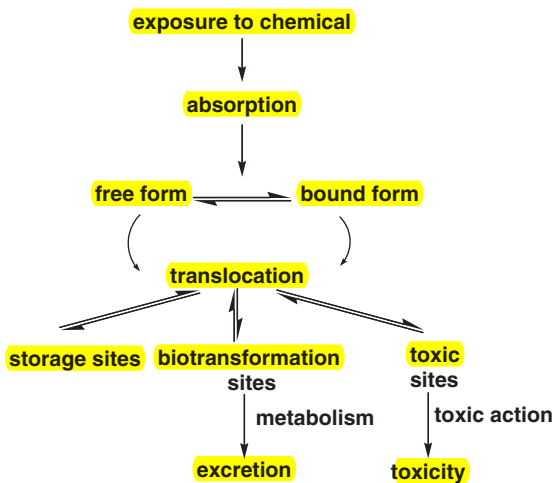 exposure to chemical
absorption
free form bound form
translocation
storage sites biotransformation toxic
sites sites
metabolism toxic action
excretion toxicity